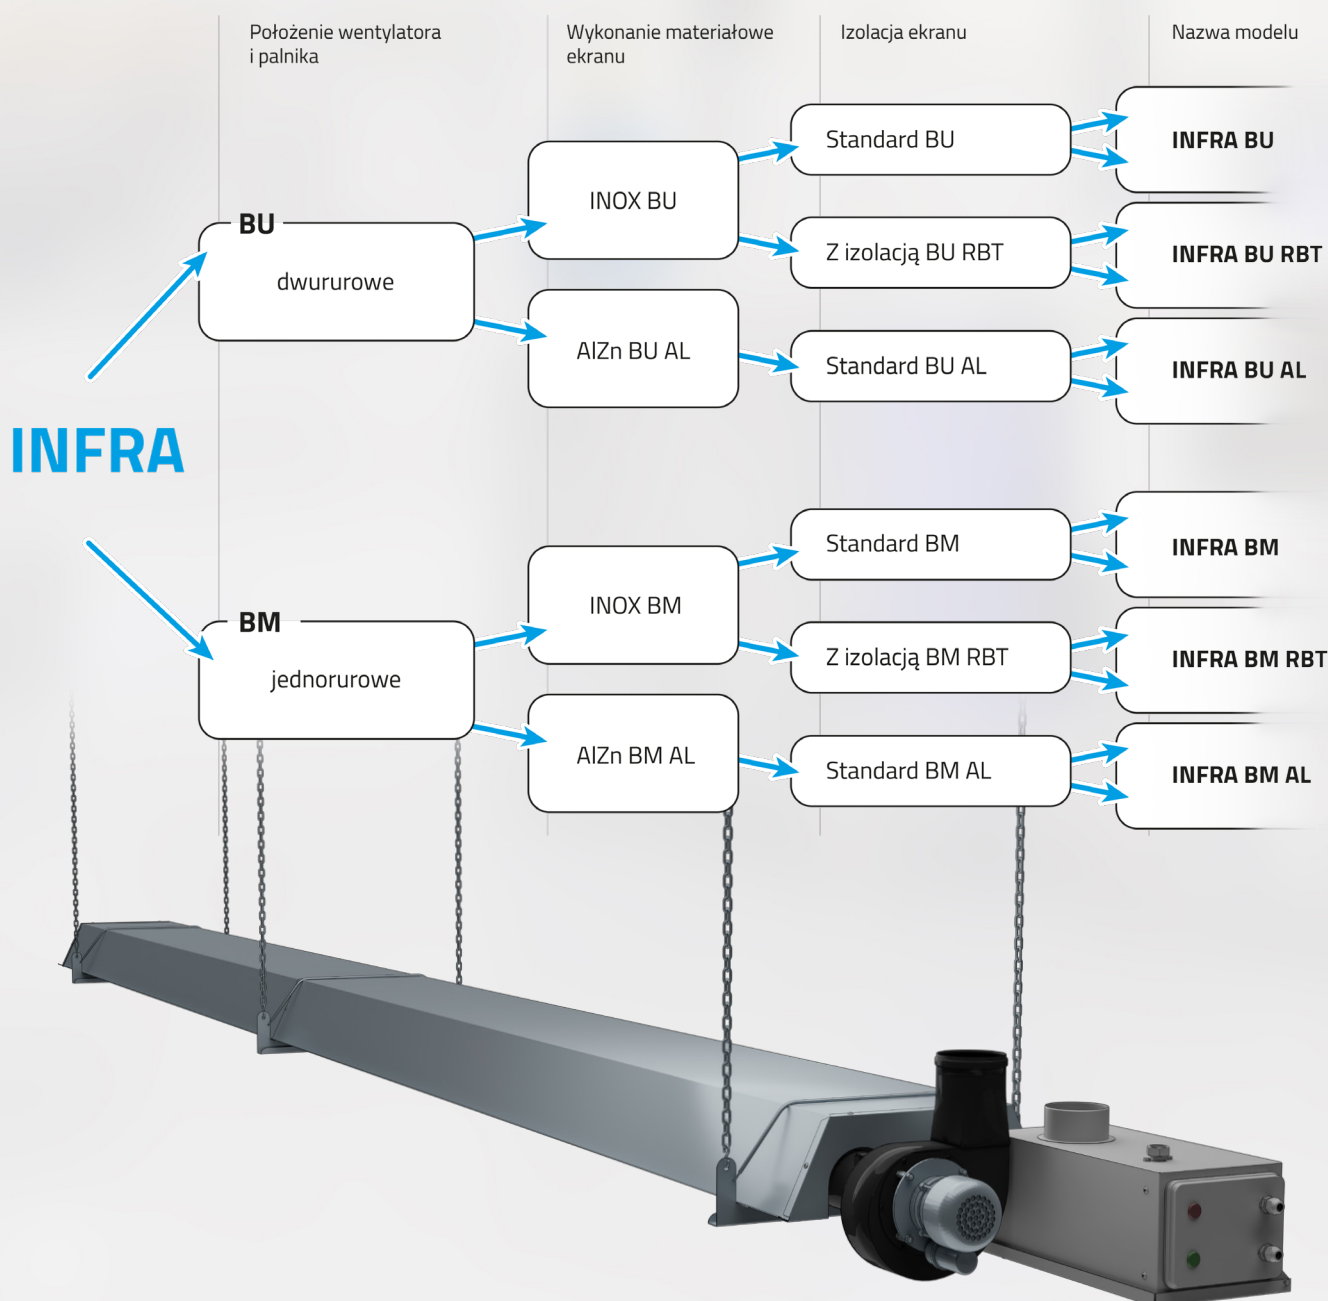 Położenie wentylatora
i palnika
Wykonanie materiałowe
ekranu
Izolacja ekranu
Nazwa modelu
INFRA
BU
dwururowe
INOX BU
AlZn BU AL
Standard BU
Z izolacją BU RBT
Standard BU AL
INFRA BU
INFRA BU RBT
INFRA BU AL
BM
jednorurowe
INOX BM
AlZn BM AL
Standard BM
Z izolacją BM RBT
Standard BM AL
INFRA BM
INFRA BM RBT
INFRA BM AL